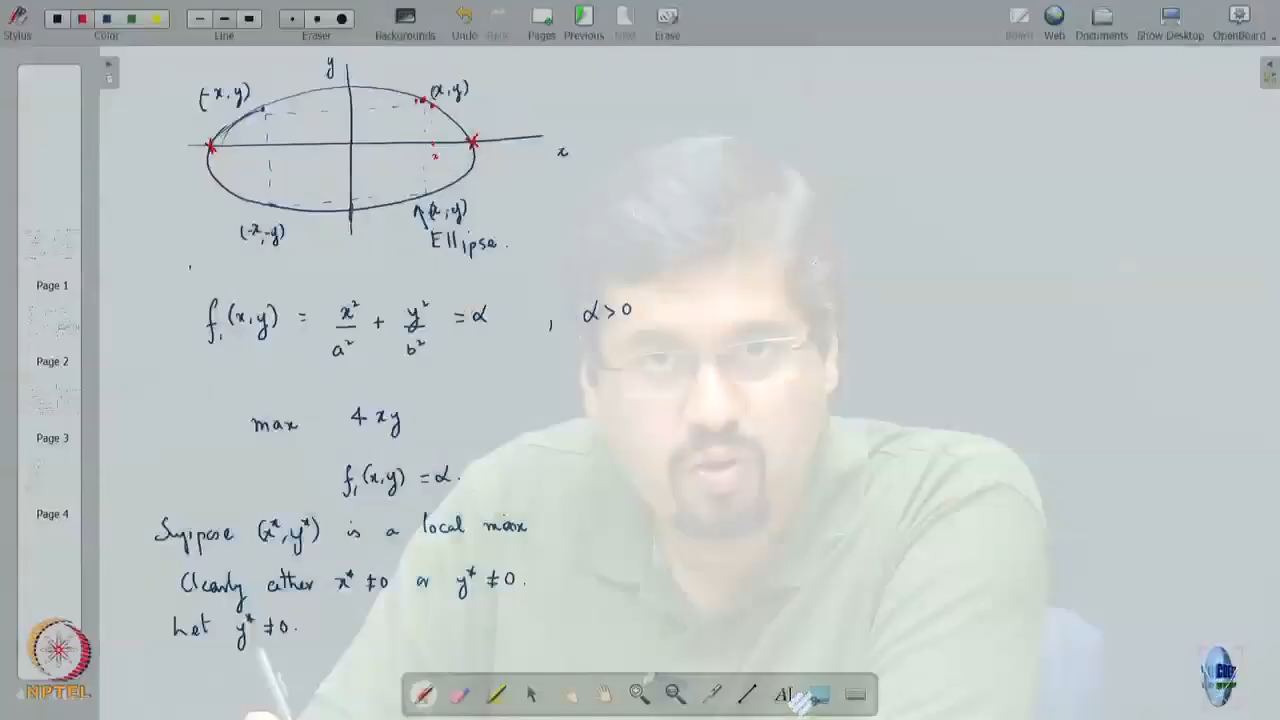 Stylus
Color
Line
Eraser
Backgrounds
Undo
Redo
Pages
Previous
Next
Erase
Board
Web
Documents
Show Desktop
OpenBoard
y
(-x, y)
(x, y)
x
x
(-x, -y)
(x, y)
Ellipse.
f₁(x, y) = x²/a² + y²/b² = α , α > 0
max 4xy
f₁(x, y) = α.
Suppose (x*, y*) is a local max
Clearly either x* ≠ 0 or y* ≠ 0.
Let y* ≠ 0.
Page 1
Page 2
Page 3
Page 4
NPTEL